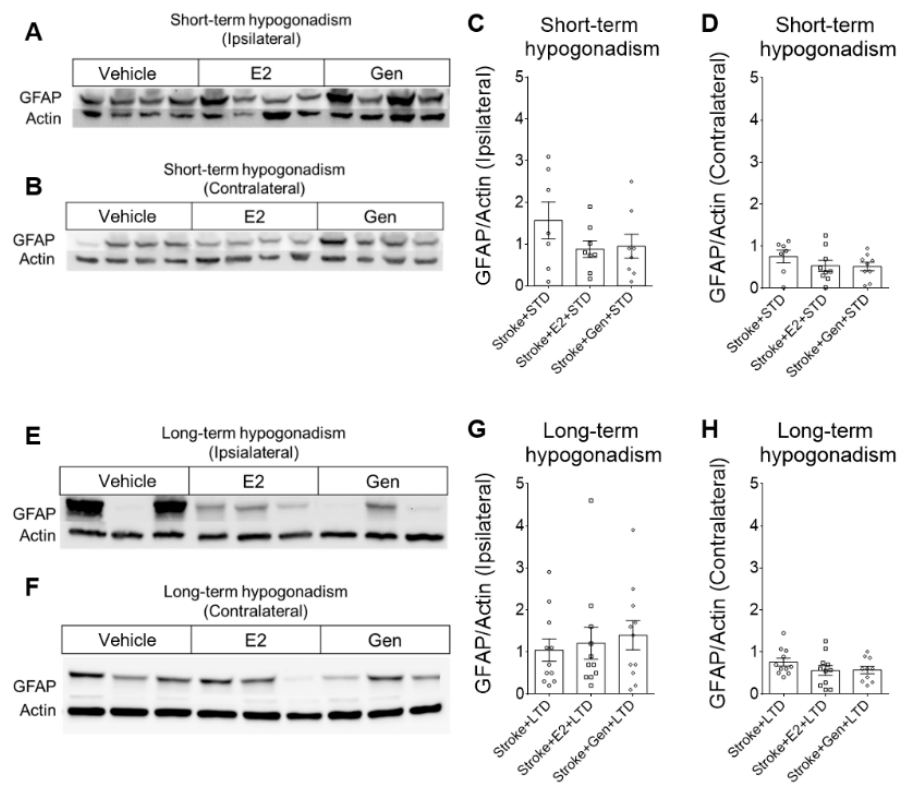 A
Short-term hypogonadism
(Ipsilateral)
Vehicle E2 Gen
GFAP
Actin
B
Short-term hypogonadism
(Contralateral)
Vehicle E2 Gen
GFAP
Actin
C
Short-term
hypogonadism
GFAP/Actin (Ipsilateral)
5
4
3
2
1
0
Stroke+STD
Stroke+E2+STD
Stroke+Gen+STD
D
Short-term
hypogonadism
GFAP/Actin (Contralateral)
5
4
3
2
1
0
Stroke+STD
Stroke+E2+STD
Stroke+Gen+STD
E
Long-term hypogonadism
(Ipsialateral)
Vehicle E2 Gen
GFAP
Actin
F
Long-term hypogonadism
(Contralateral)
Vehicle E2 Gen
GFAP
Actin
G
Long-term
hypogonadism
GFAP/Actin (Ipsilateral)
5
4
3
2
1
0
Stroke+LTD
Stroke+E2+LTD
Stroke+Gen+LTD
H
Long-term
hypogonadism
GFAP/Actin (Contralateral)
5
4
3
2
1
0
Stroke+LTD
Stroke+E2+LTD
Stroke+Gen+LTD